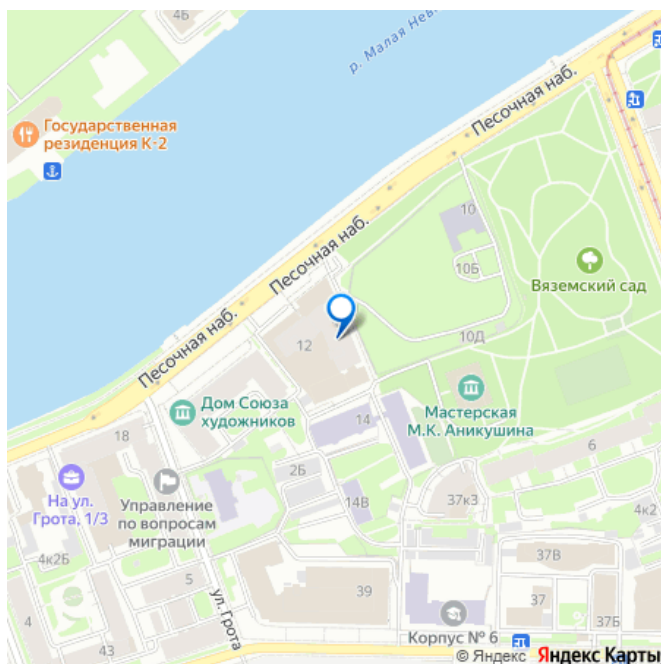 4Б
р. Малая Нев
Государственная
резиденция К-2
Песочная наб.
10
Песочная наб.
10Б
Вяземский сад
Песочная наб.
12
10Д
Дом Союза
художников
14
Мастерская
М.К. Аникушина
18
6
На ул.
Грота, 1/3
Управление
по вопросам
миграции
2Б
14В
37к3
4к2
4к2Б
37В
5
ул. Грота
39
37
4
43
Корпус № 6
37Б
© Яндекс Яндекс Карты